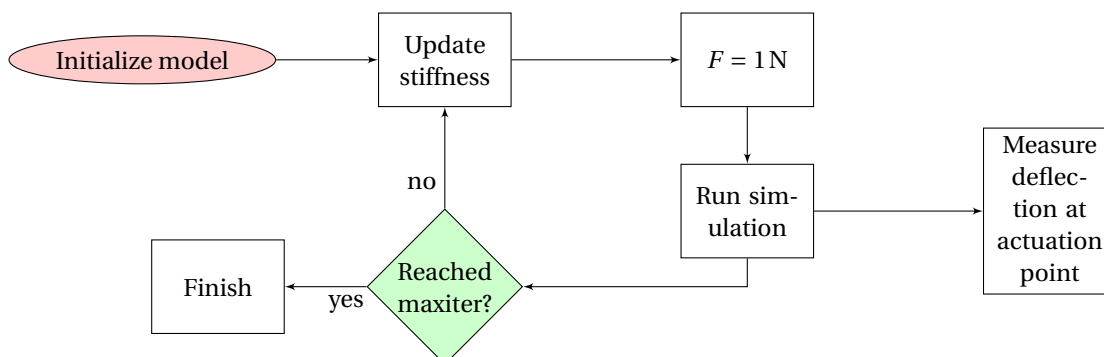 Initialize model
Update
stiffness
F = 1 N
Run sim-
ulation
Measure
deflec-
tion at
actuation
point
no
Reached
maxiter?
yes
Finish